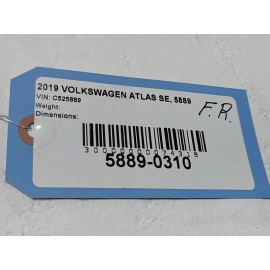 2019 VOLKSWAGEN ATLAS SE, 5889
VIN: C525889
Weight:
Dimensions:
F.R.
5889-0310